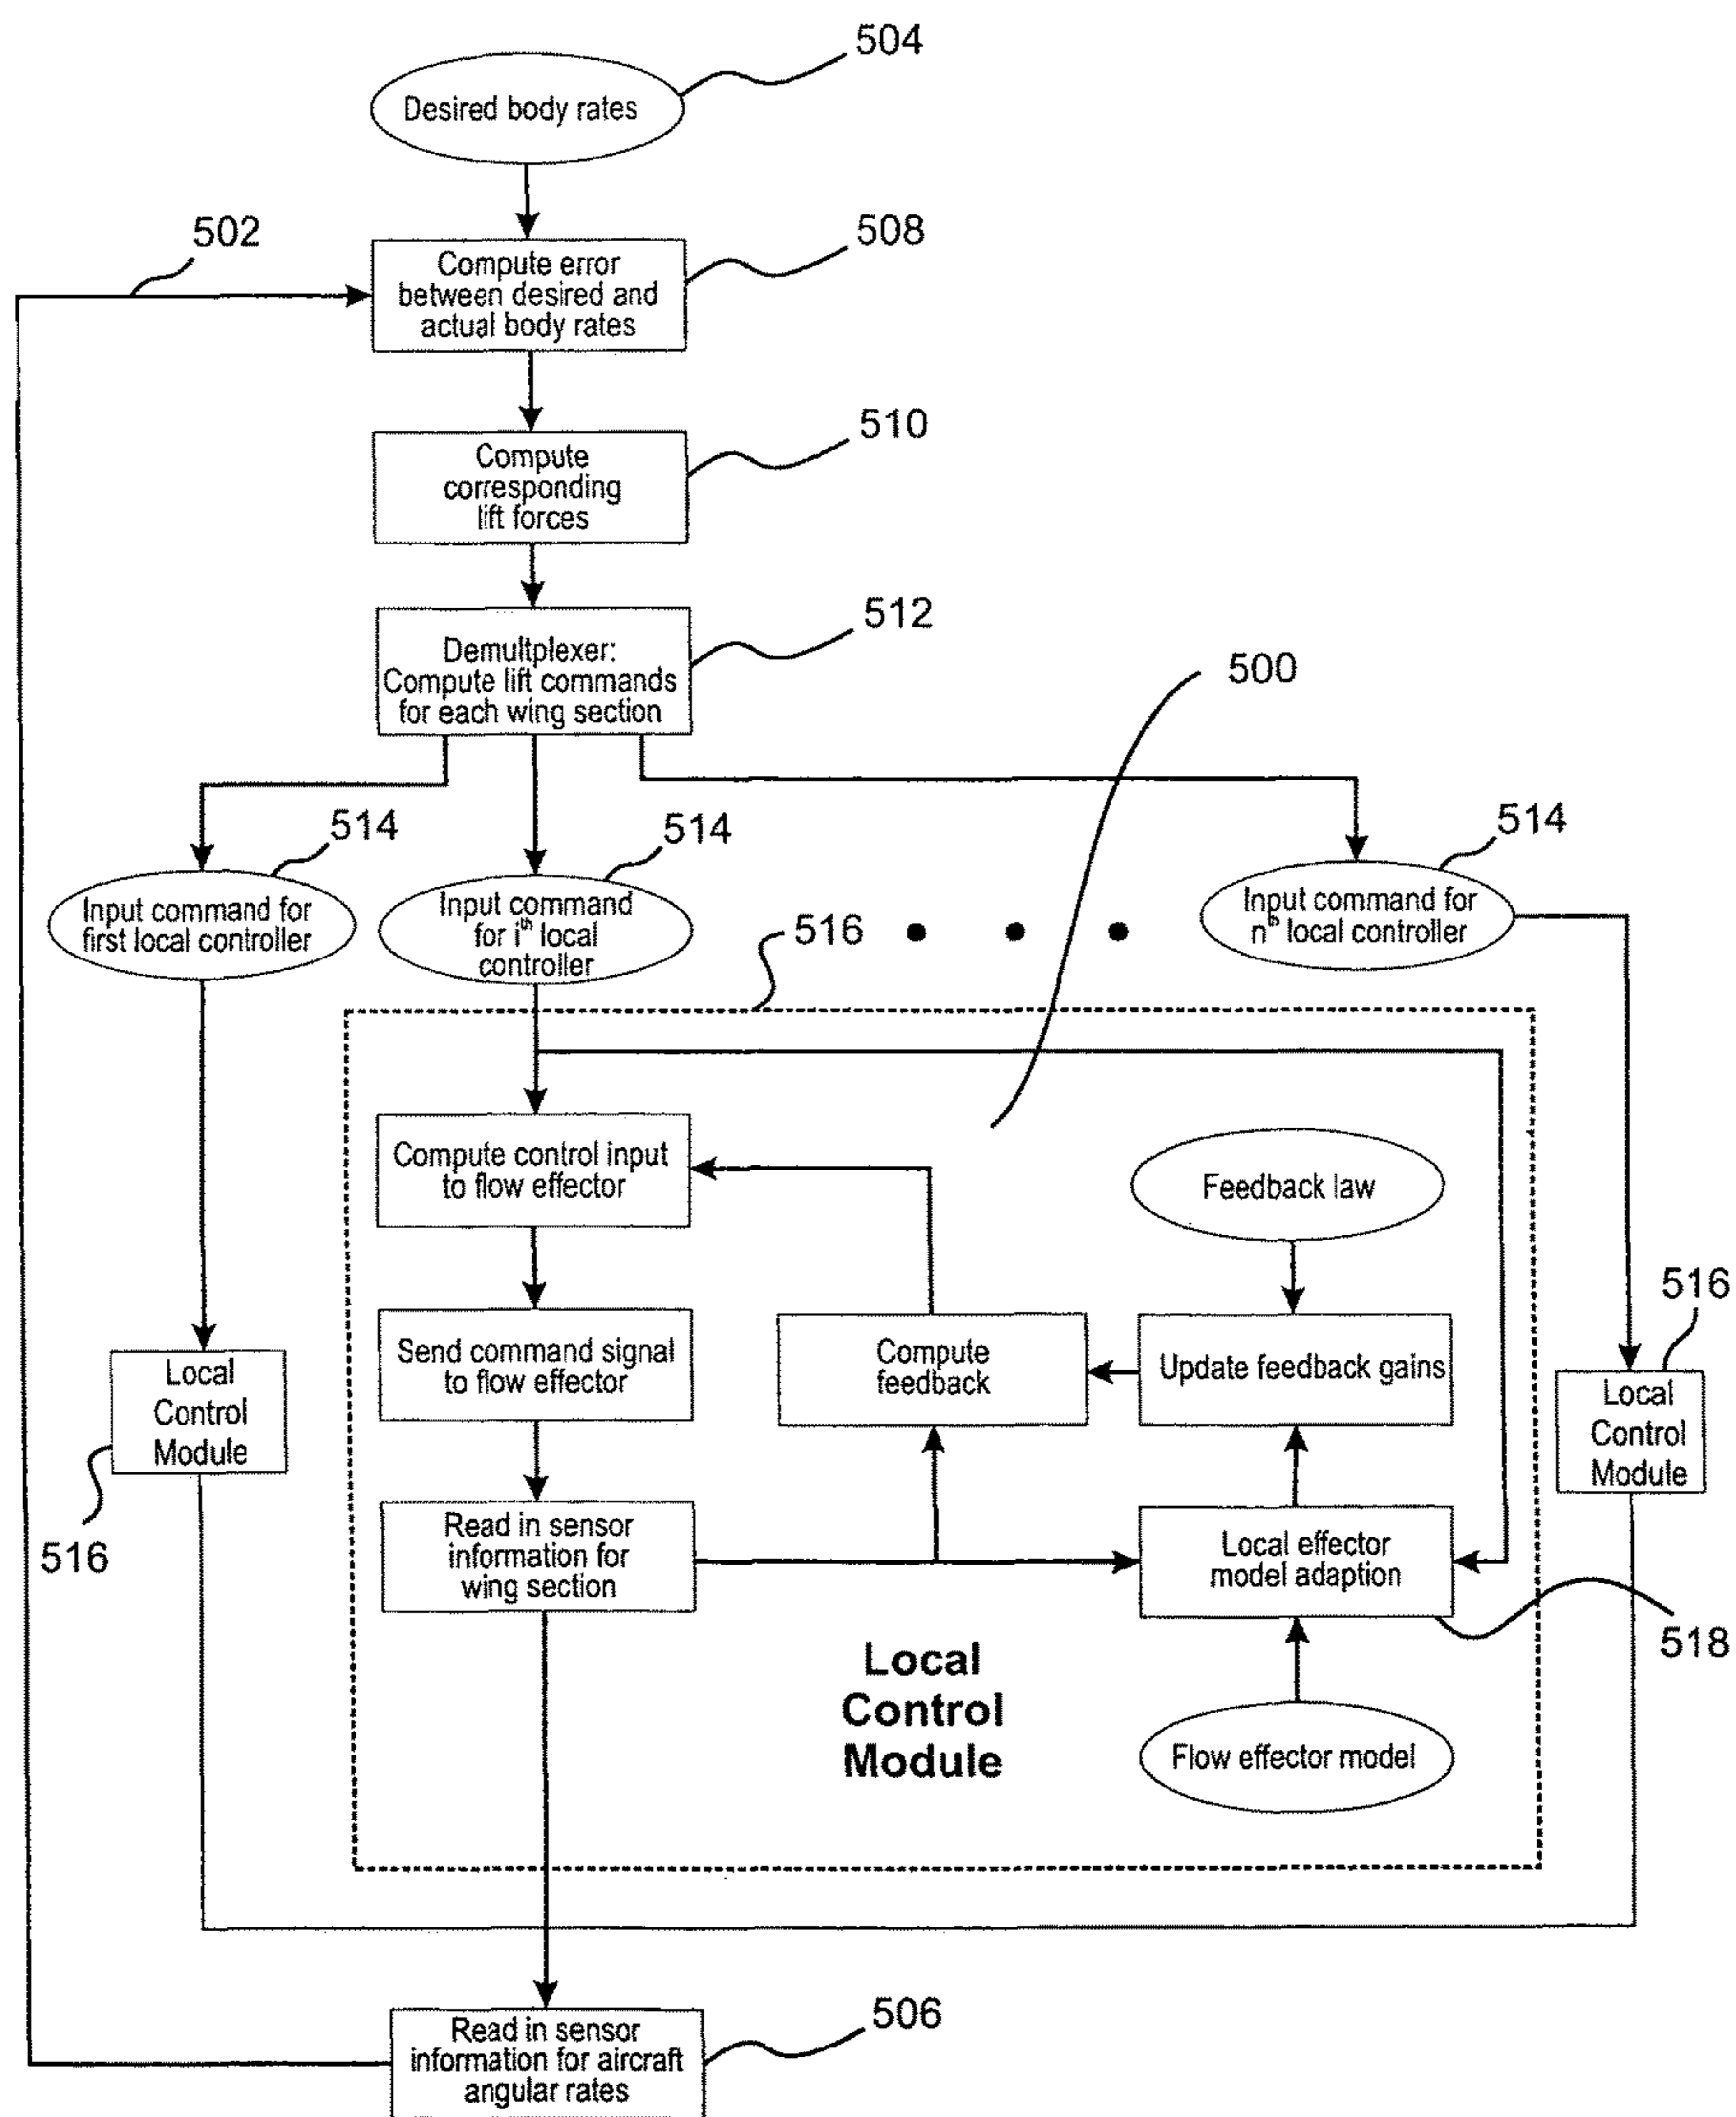 504
Desired body rates
502
508
Compute error
between desired and
actual body rates
510
Compute
corresponding
lift forces
512
Demultplexer:
Compute lift commands
for each wing section
500
514
514
514
Input command for
first local controller
Input command
for ith local
controller
516
Input command for
nth local controller
Compute control input
to flow effector
Feedback law
516
Send command signal
to flow effector
Compute
feedback
Update feedback gains
Local
Control
Module
Local
Control
Module
516
Read in sensor
information for
wing section
Local effector
model adaption
518
Local
Control
Module
Flow effector model
506
Read in sensor
information for aircraft
angular rates